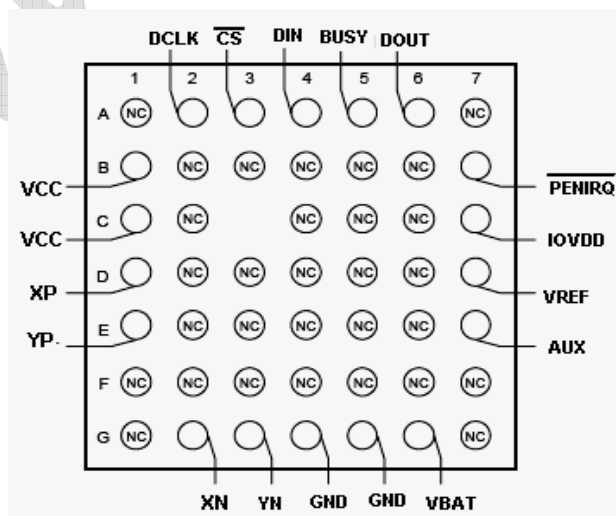 DCLK CS DIN BUSY DOUT
1 2 3 4 5 6 7
A NC NC
B NC NC NC NC NC
VCC PENIRQ
C NC NC NC NC
VCC IOVDD
D NC NC NC NC NC
XP VREF
E NC NC NC NC NC
YP. AUX
F NC NC NC NC NC NC NC
G NC NC
XN YN GND GND VBAT